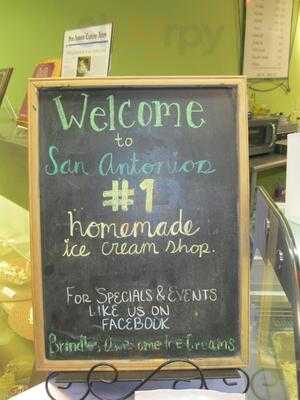 Welcome
to
San Antonios
#1
homemade
ice cream shop.
For Specials & Events
Like us on
Facebook
Brindles Awesome Ice Creams